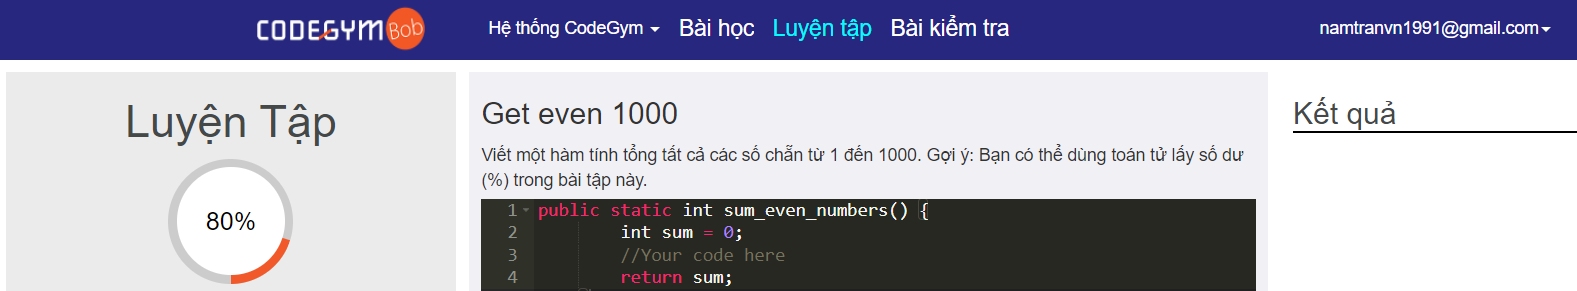 CODEGYM Bob
Hệ thống CodeGym
Bài học
Luyện tập
Bài kiểm tra
namtranvn1991@gmail.com
Luyện Tập
80%
Get even 1000
Viết một hàm tính tổng tất cả các số chẵn từ 1 đến 1000. Gợi ý: Bạn có thể dùng toán tử lấy số dư
(%) trong bài tập này.
1 public static int sum_even_numbers() {
2 int sum = 0;
3 //Your code here
4 return sum;
Kết quả